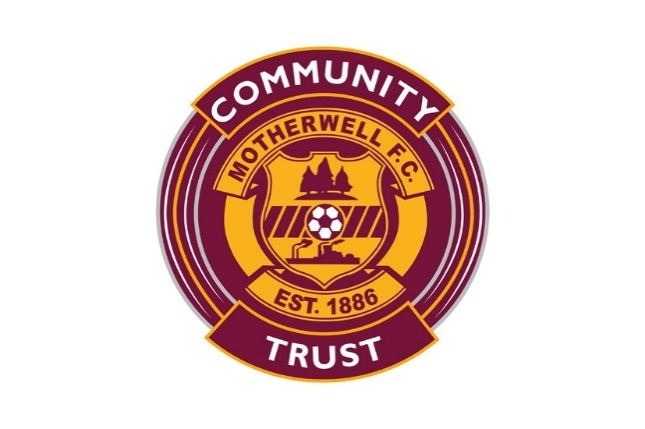 COMMUNITY
MOTHERWELL F.C.
EST. 1886
TRUST